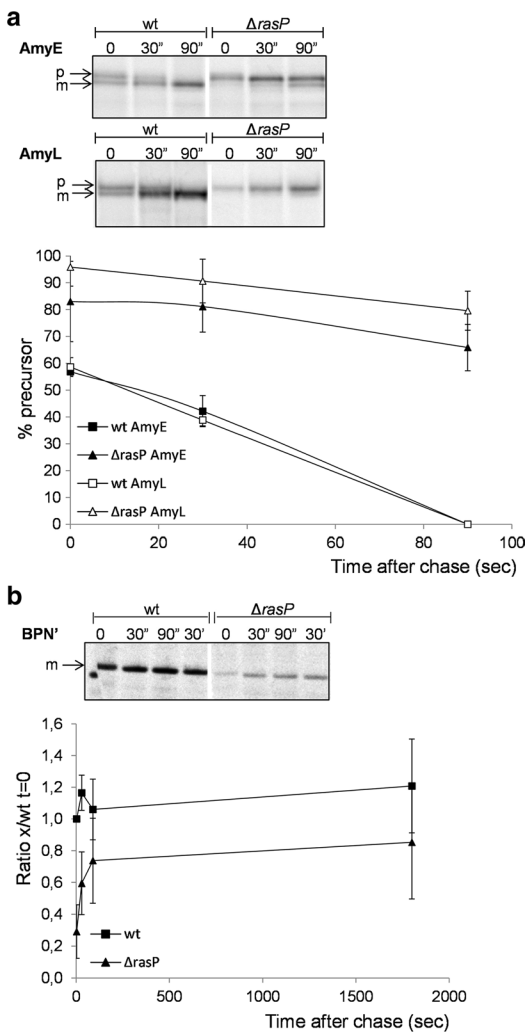 a
wt ΔrasP
AmyE 0 30" 90" 0 30" 90"
p
m
wt ΔrasP
AmyL 0 30" 90" 0 30" 90"
p
m
100
90
80
70
60
50
40
30
20
10
0
% precursor
wt AmyE
ΔrasP AmyE
wt AmyL
ΔrasP AmyL
0 20 40 60 80 100
Time after chase (sec)
b
wt ΔrasP
BPN' 0 30" 90" 30' 0 30" 90" 30'
m
1,6
1,4
1,2
1,0
0,8
0,6
0,4
0,2
0,0
Ratio x/wt t=0
wt
ΔrasP
0 500 1000 1500 2000
Time after chase (sec)